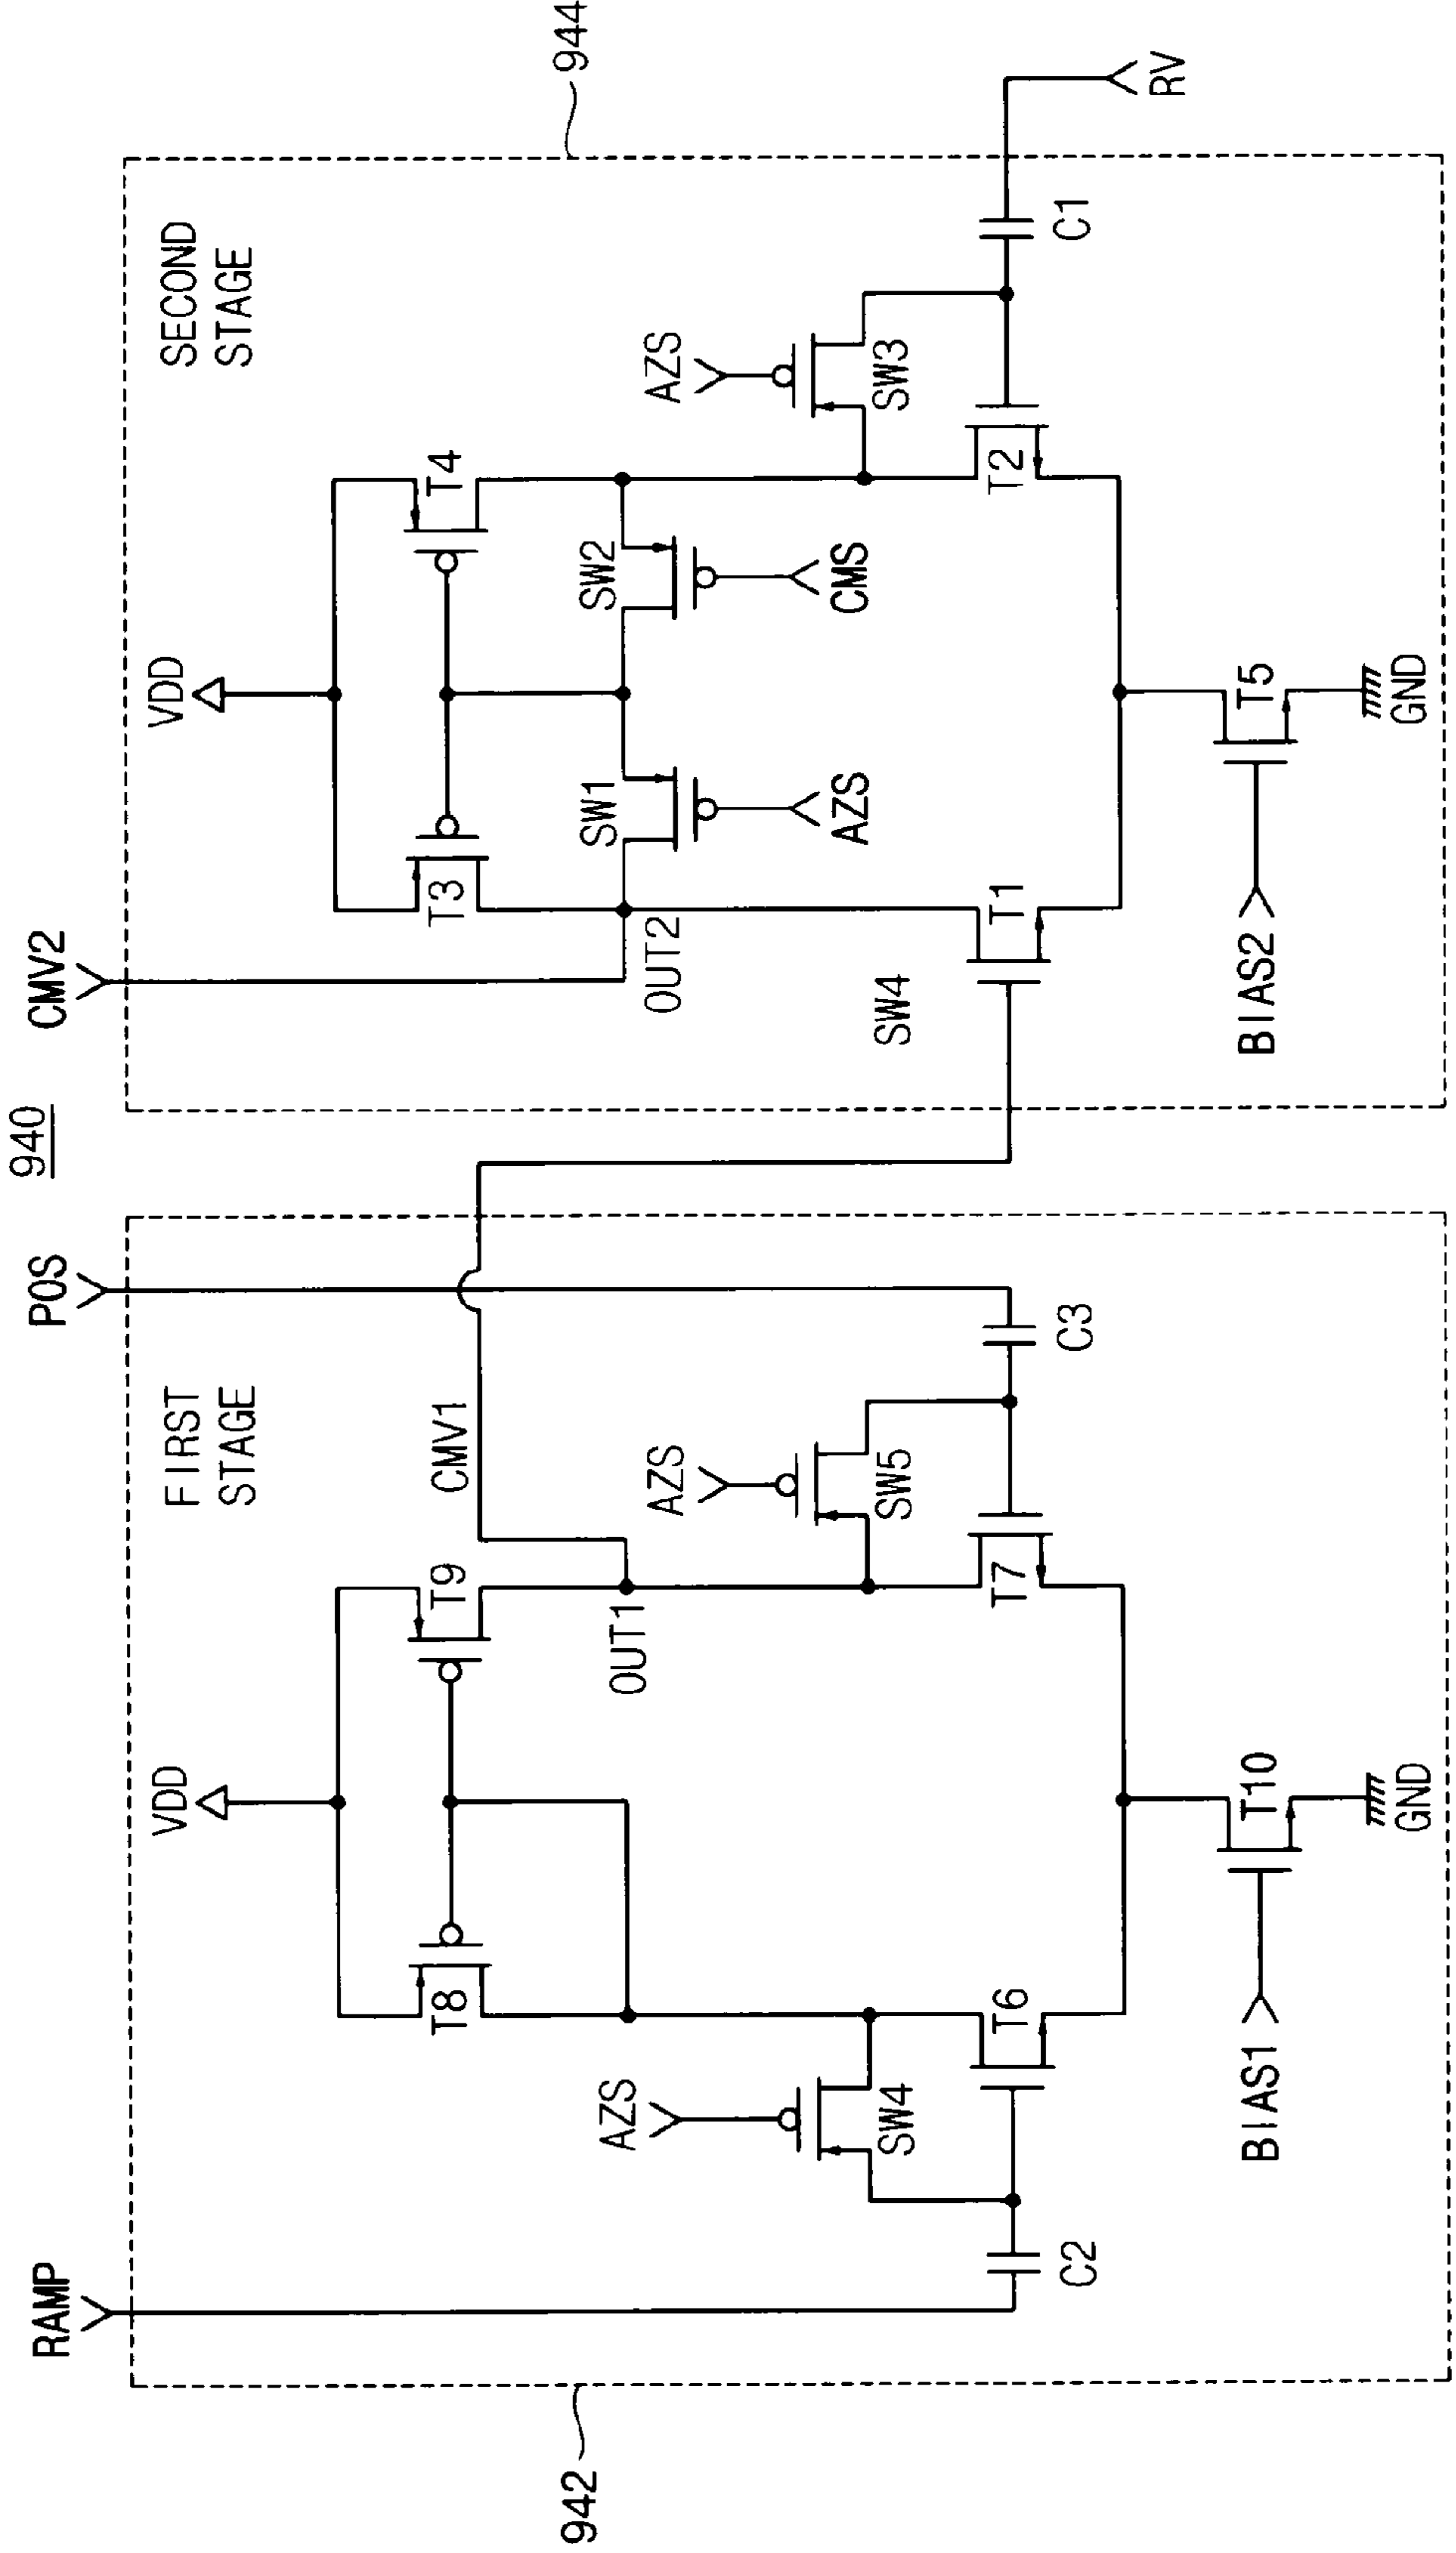 940
942
FIRST
STAGE
RAMP
POS
VDD
T8
T9
CMV1
OUT1
AZS
SW4
AZS
SW5
C2
T6
T7
C3
BIAS1
T10
GND
944
SECOND
STAGE
CMV2
VDD
T3
T4
OUT2
SW1
SW2
AZS
CMS
AZS
SW3
SW4
T1
T2
C1
RV
BIAS2
T5
GND